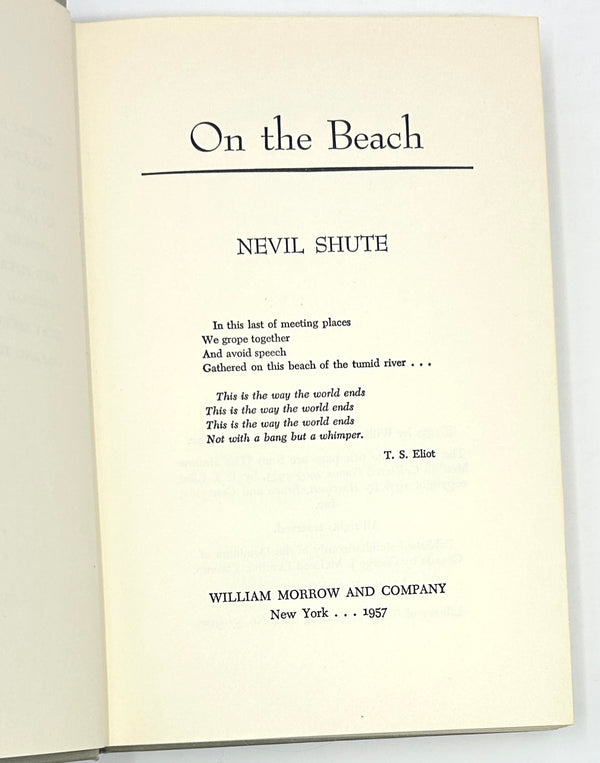 On the Beach
NEVIL SHUTE
In this last of meeting places
We grope together
And avoid speech
Gathered on this beach of the tumid river . . .
This is the way the world ends
This is the way the world ends
This is the way the world ends
Not with a bang but a whimper.
T. S. Eliot
WILLIAM MORROW AND COMPANY
New York . . . 1957